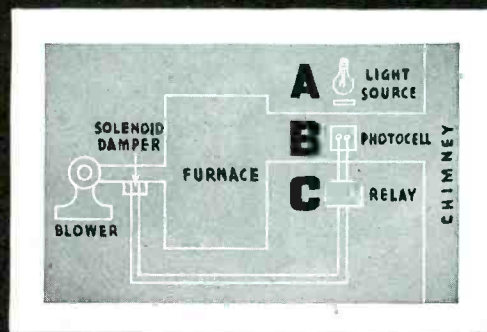 A
LIGHT
SOURCE
SOLENOID
DAMPER
B
PHOTOCELL
FURNACE
C
RELAY
BLOWER
CHIMNEY